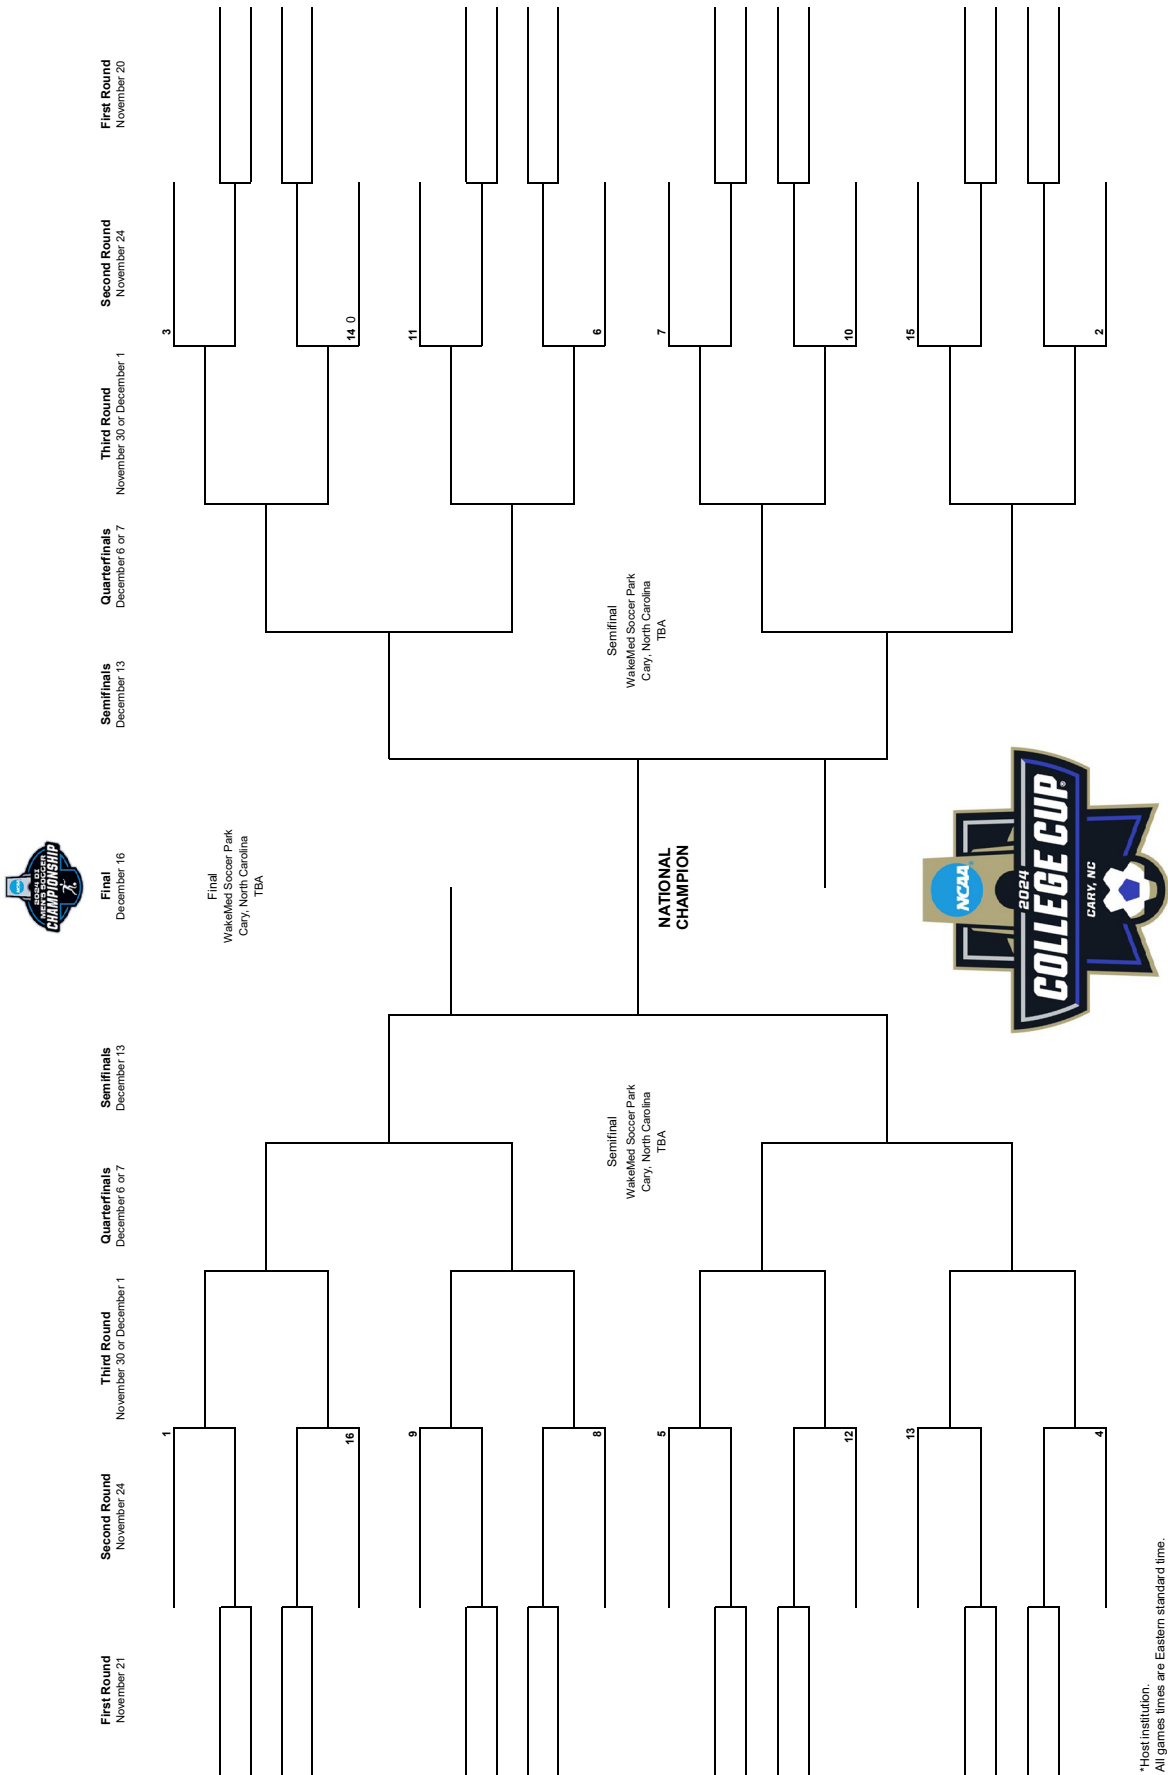 2024 DI
MEN'S SOCCER
CHAMPIONSHIP
First Round
November 21
Second Round
November 24
Third Round
November 30 or December 1
Quarterfinals
December 6 or 7
Semifinals
December 13
Final
December 16
Semifinals
December 13
Quarterfinals
December 6 or 7
Third Round
November 30 or December 1
Second Round
November 24
First Round
November 20
1
16
9
8
5
12
13
4
Semifinal
WakeMed Soccer Park
Cary, North Carolina
TBA
Final
WakeMed Soccer Park
Cary, North Carolina
TBA
NATIONAL
CHAMPION
Semifinal
WakeMed Soccer Park
Cary, North Carolina
TBA
3
14 0
11
6
7
10
15
2
NCAA
2024
COLLEGE CUP®
CARY, NC
*Host institution.
All games times are Eastern standard time.